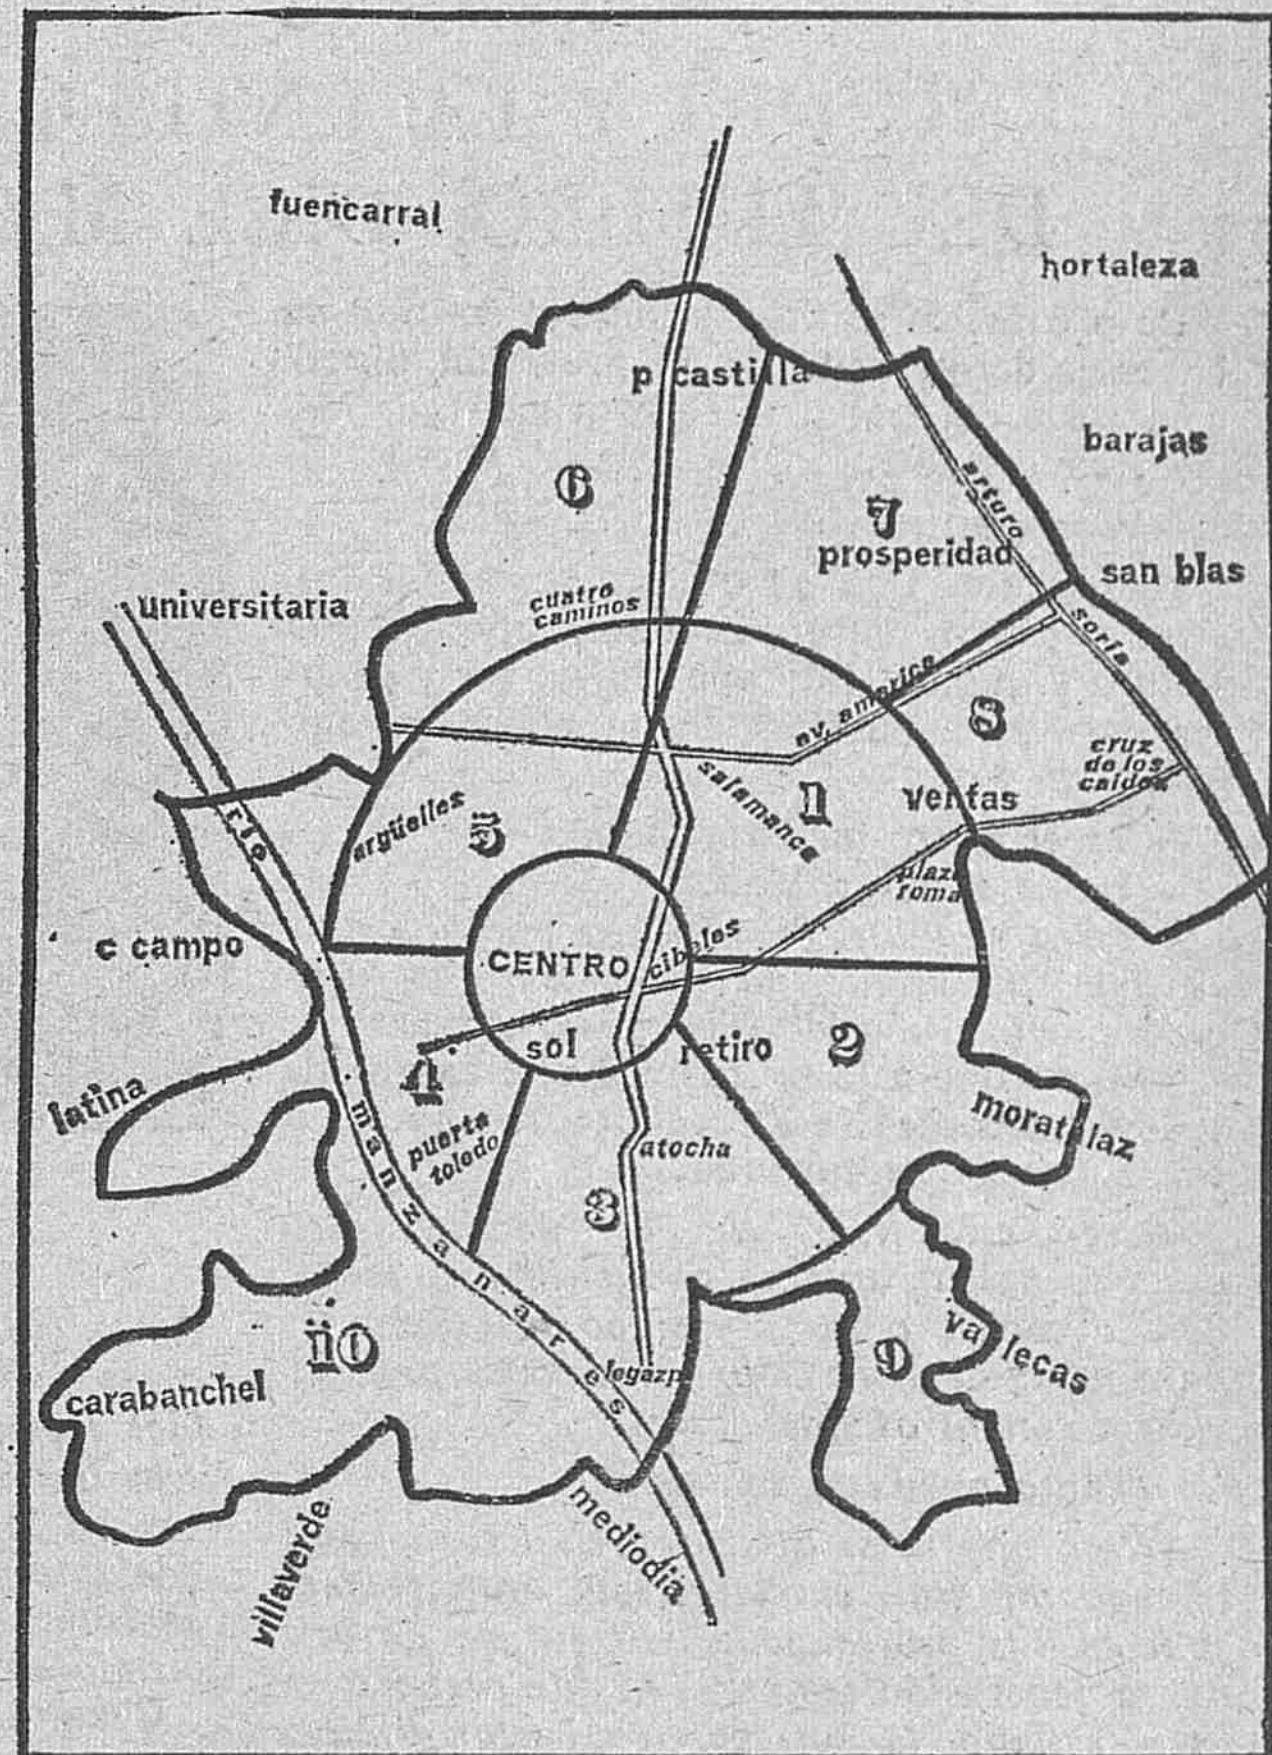 fuencarral
hortaleza
p castilla
barajas
6
arturo
7
prosperidad
san blas
universitaria
cuatro
caminos
soria
av. america
8
cruz
de los
caidos
salamanca
1
ventas
argüelles
5
rio
plaza
roma
c campo
CENTRO
cibeles
sol
retiro
2
4
latina
manzanares
puerta
toledo
moratalaz
atocha
3
10
vallecas
9
legazpi
carabanchel
villaverde
mediodia